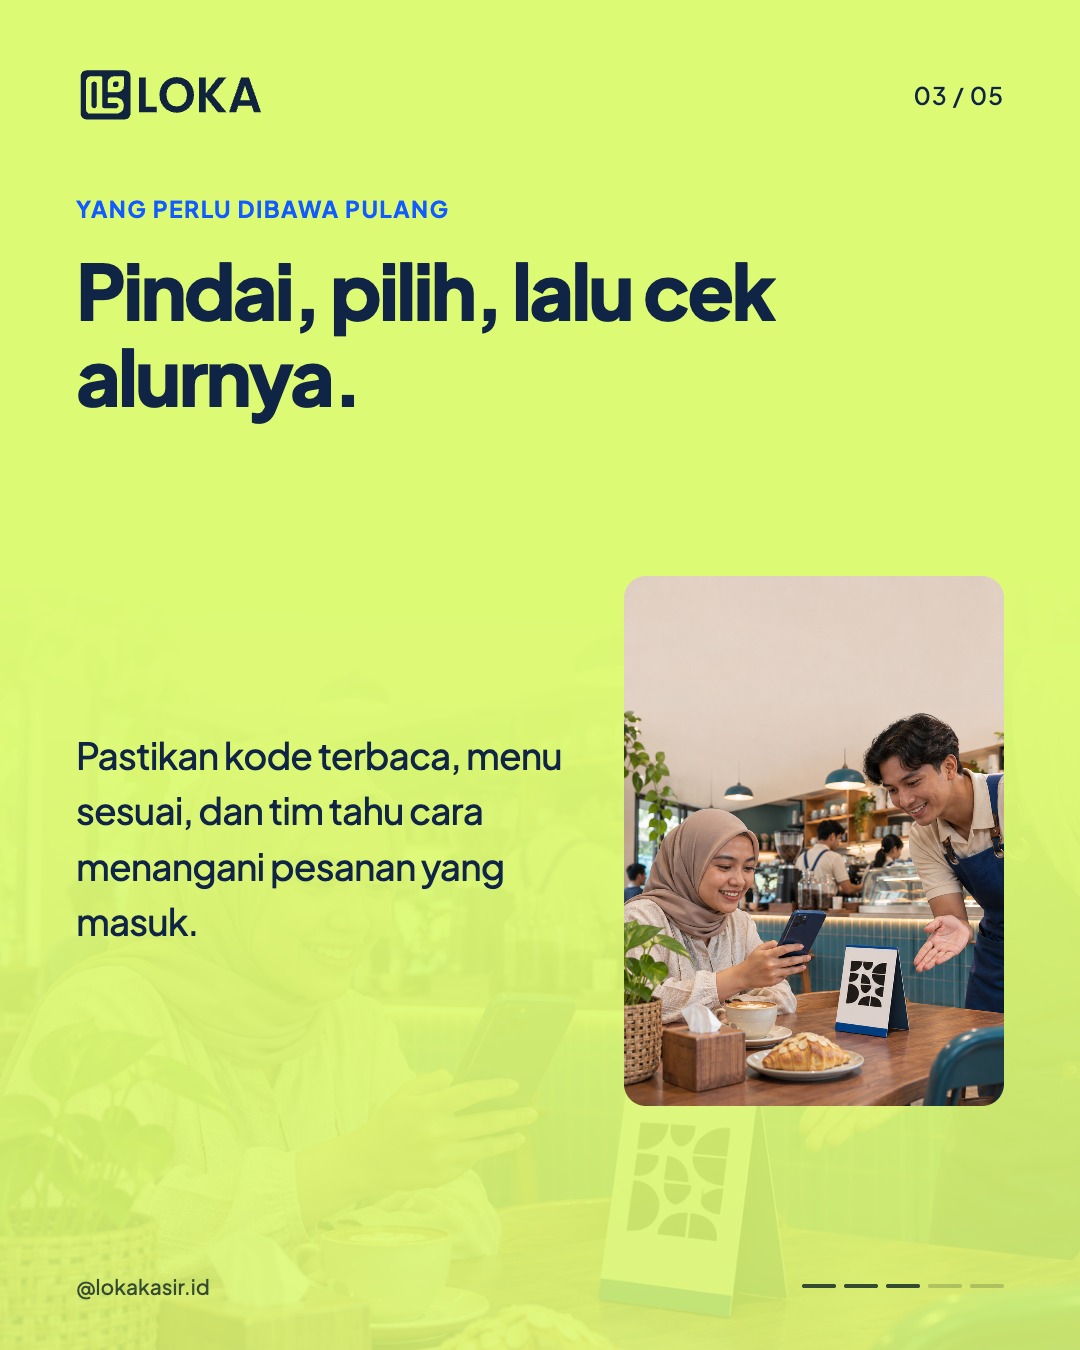 LOKA
03 / 05
YANG PERLU DIBAWA PULANG
Pindai, pilih, lalu cek
alurnya.
Pastikan kode terbaca, menu
sesuai, dan tim tahu cara
menangani pesanan yang
masuk.
@lokakasir.id